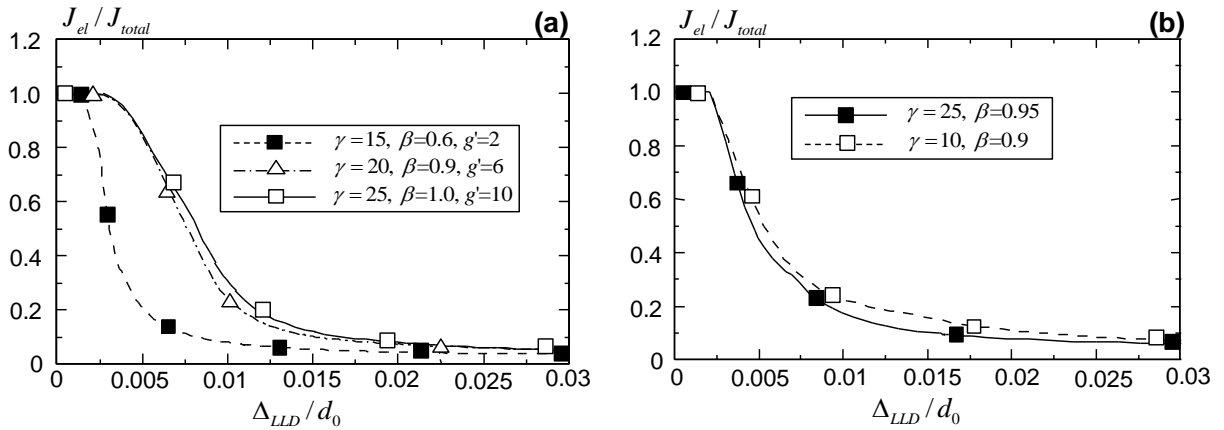 J_el / J_total
(a)
1.2
1.0
0.8
0.6
0.4
0.2
0
γ = 15, β=0.6, g'=2
γ = 20, β=0.9, g'=6
γ = 25, β=1.0, g'=10
0 0.005 0.01 0.015 0.02 0.025 0.03
Δ_LLD / d_0
J_el / J_total
(b)
1.2
1.0
0.8
0.6
0.4
0.2
0
γ = 25, β=0.95
γ = 10, β=0.9
0 0.005 0.01 0.015 0.02 0.025 0.03
Δ_LLD / d_0